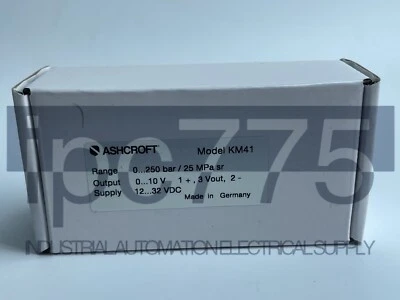 ASHCROFT Model KM41
Range 0...250 bar / 25 MPa sr
Output 0...10 V 1 + , 3 Vout, 2 -
Supply 12...32 VDC
Made in Germany
ipc775
INDUSTRIAL AUTOMATION ELECTRICAL SUPPLY